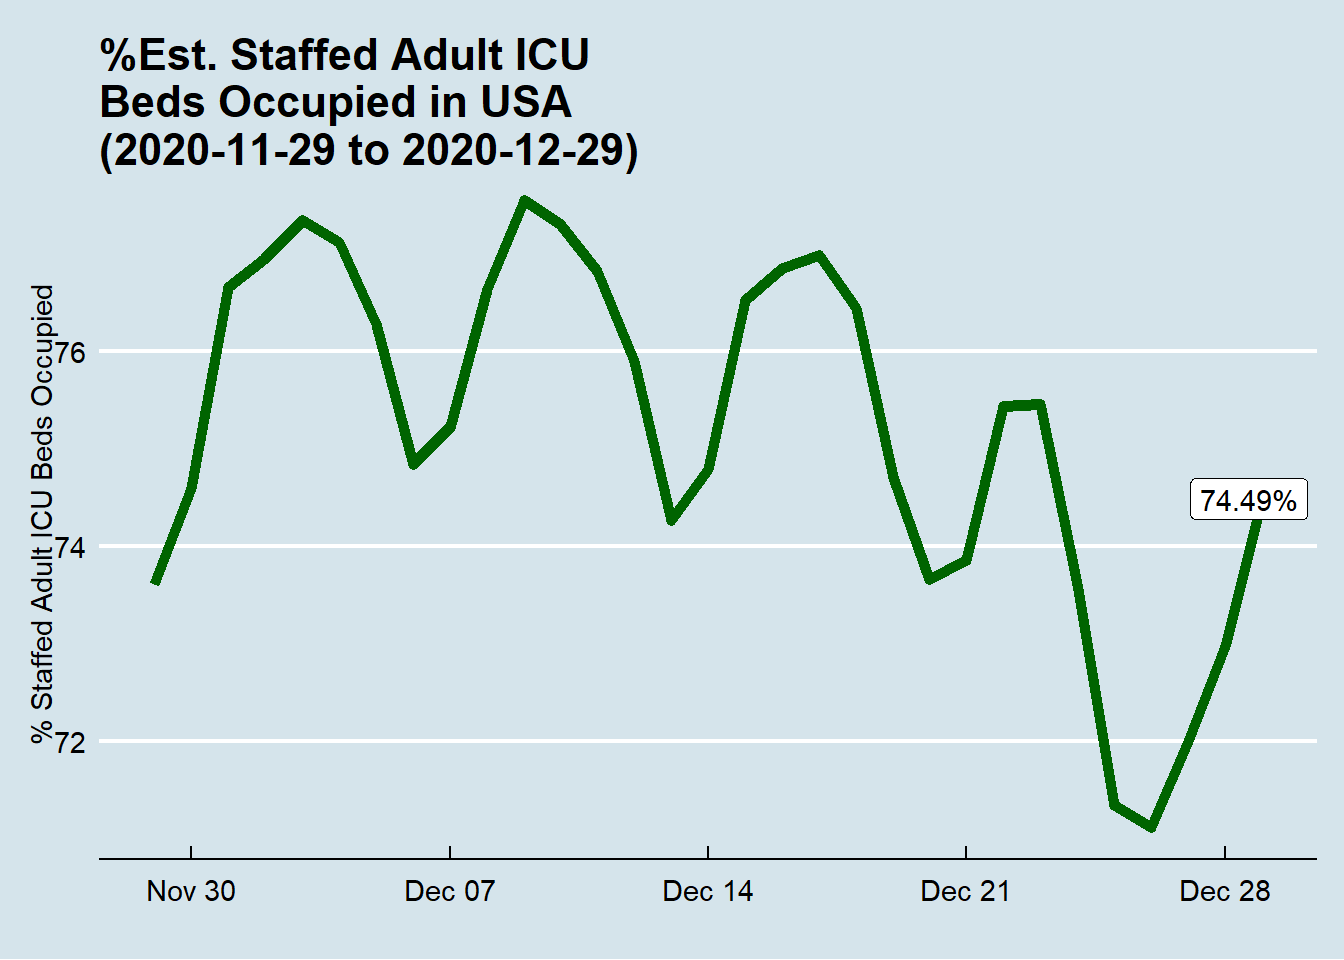 %Est. Staffed Adult ICU
Beds Occupied in USA
(2020-11-29 to 2020-12-29)
% Staffed Adult ICU Beds Occupied
76
74
72
74.49%
Nov 30
Dec 07
Dec 14
Dec 21
Dec 28